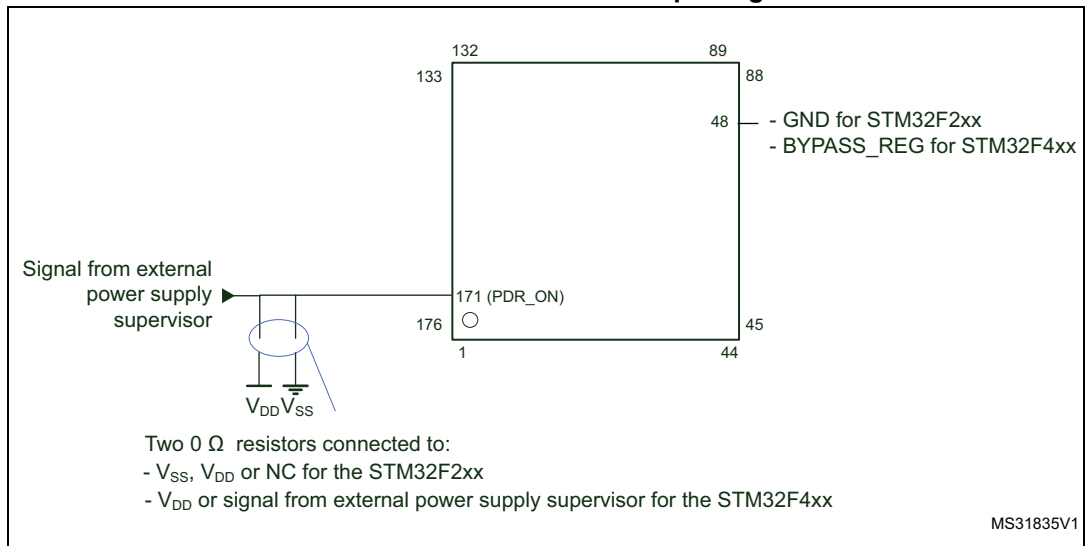 132 89
133 88
48 - GND for STM32F2xx
- BYPASS_REG for STM32F4xx
Signal from external
power supply
supervisor
171 (PDR_ON)
176 45
1 44
VDD VSS
Two 0 Ω resistors connected to:
- VSS, VDD or NC for the STM32F2xx
- VDD or signal from external power supply supervisor for the STM32F4xx
MS31835V1